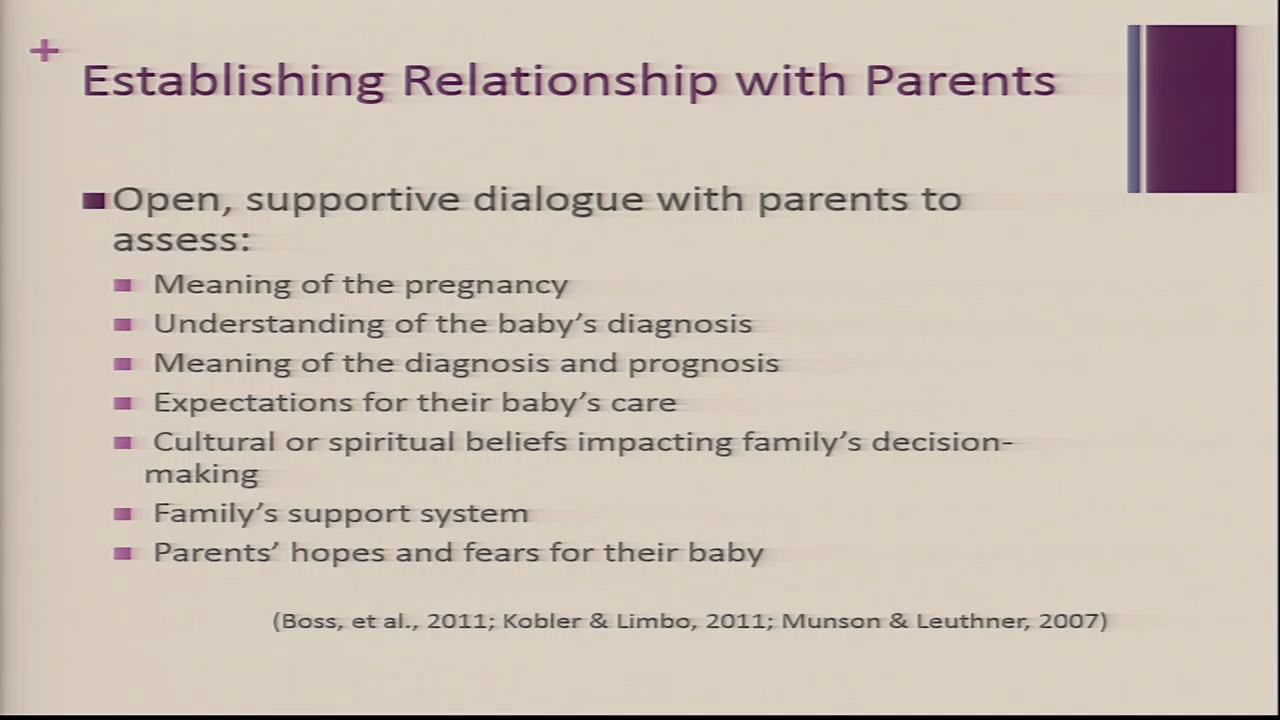 +
Establishing Relationship with Parents
Open, supportive dialogue with parents to
assess:
Meaning of the pregnancy
Understanding of the baby’s diagnosis
Meaning of the diagnosis and prognosis
Expectations for their baby’s care
Cultural or spiritual beliefs impacting family’s decision-
making
Family’s support system
Parents’ hopes and fears for their baby
(Boss, et al., 2011; Kobler & Limbo, 2011; Munson & Leuthner, 2007)